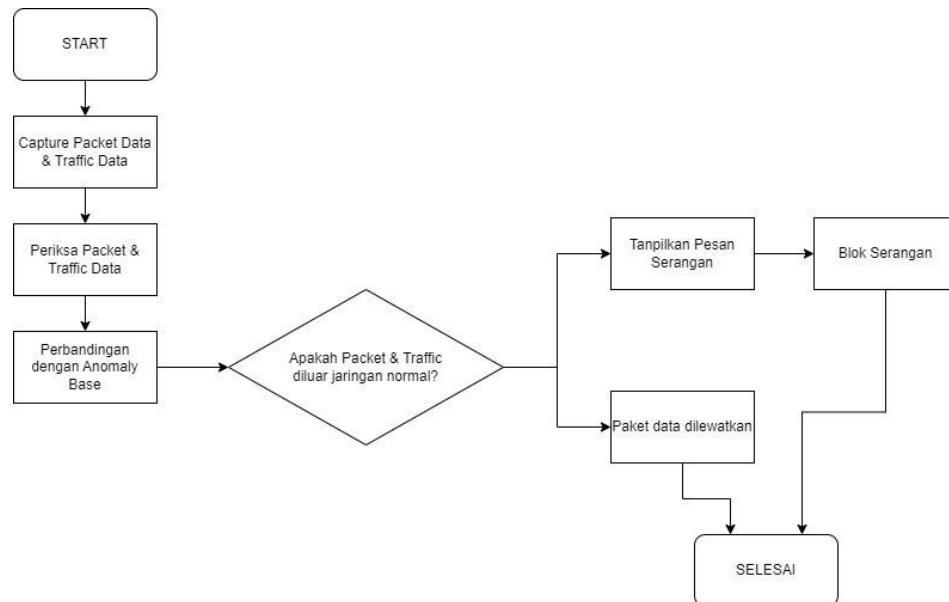 START
Capture Packet Data
& Traffic Data
Periksa Packet &
Traffic Data
Perbandingan
dengan Anomaly
Base
Apakah Packet & Traffic
diluar jaringan normal?
Tanpilkan Pesan
Serangan
Blok Serangan
Paket data dilewatkan
SELESAI